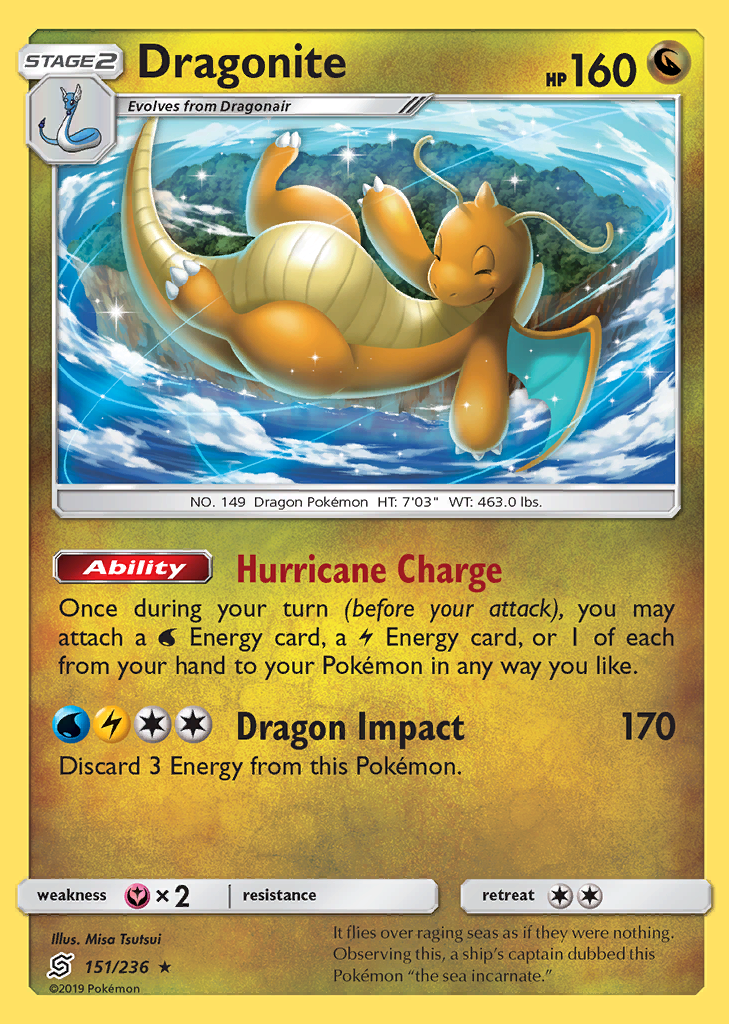 STAGE2 Dragonite HP 160
Evolves from Dragonair
NO. 149 Dragon Pokémon HT: 7'03" WT: 463.0 lbs.
Ability Hurricane Charge
Once during your turn (before your attack), you may
attach a Energy card, a Energy card, or 1 of each
from your hand to your Pokémon in any way you like.
Dragon Impact 170
Discard 3 Energy from this Pokémon.
weakness ×2 resistance retreat
Illus. Misa Tsutsui
151/236 ★
©2019 Pokémon
It flies over raging seas as if they were nothing.
Observing this, a ship's captain dubbed this
Pokémon "the sea incarnate."